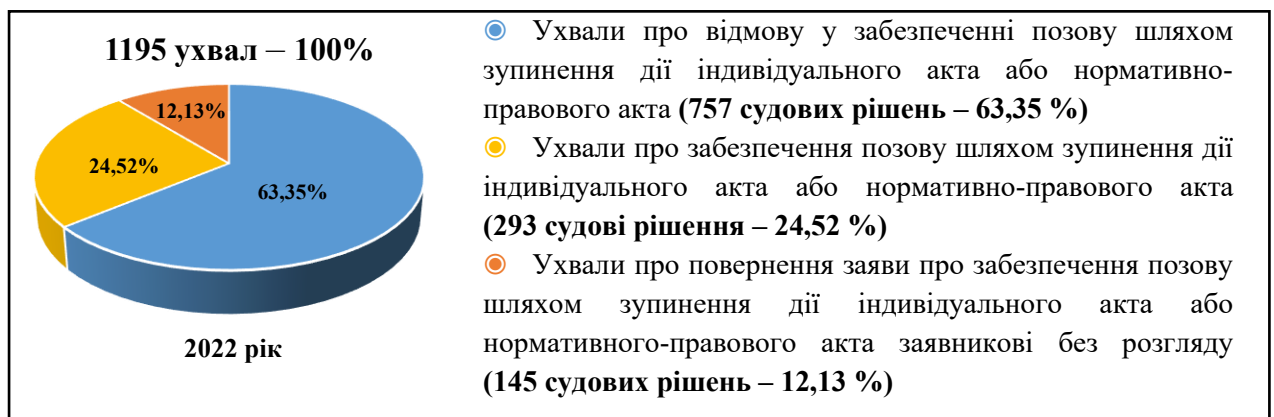 1195 ухвал – 100%
12,13%
24,52%
63,35%
2022 рік
Ухвали про відмову у забезпеченні позову шляхом
зупинення дії індивідуального акта або нормативно-
правового акта (757 судових рішень – 63,35 %)
Ухвали про забезпечення позову шляхом зупинення дії
індивідуального акта або нормативно-правового акта
(293 судові рішення – 24,52 %)
Ухвали про повернення заяви про забезпечення позову
шляхом зупинення дії індивідуального акта або
нормативного-правового акта заявникові без розгляду
(145 судових рішень – 12,13 %)